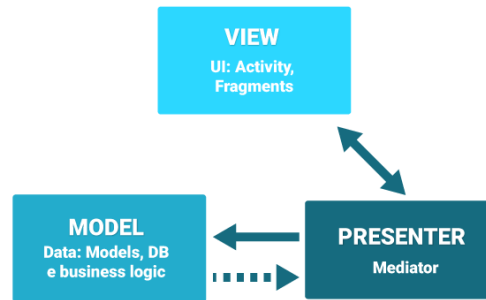 VIEW
UI: Activity,
Fragments
MODEL
Data: Models, DB
e business logic
PRESENTER
Mediator